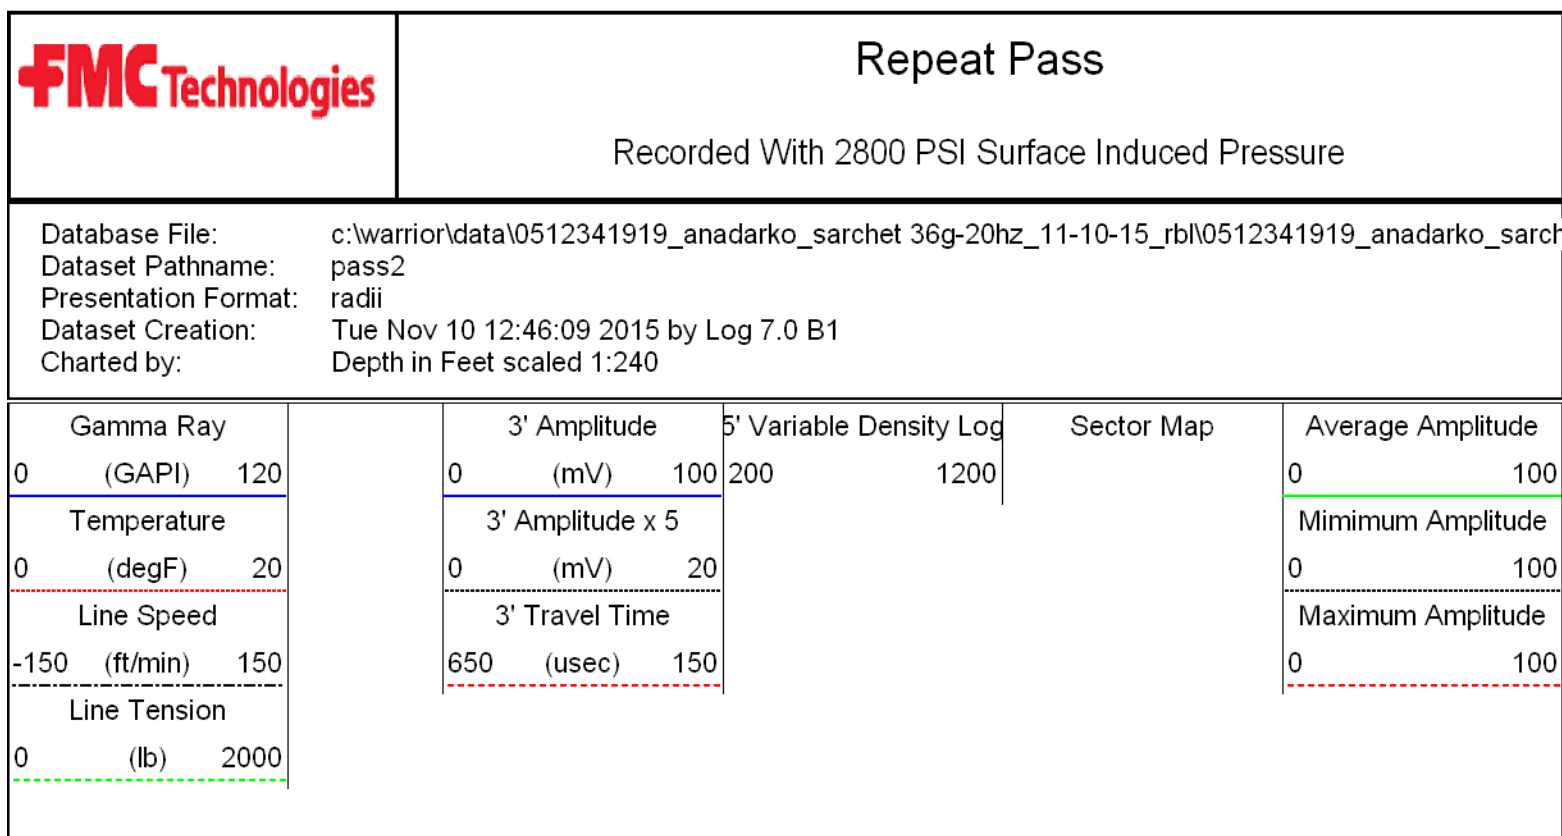 FMC Technologies
Repeat Pass
Recorded With 2800 PSI Surface Induced Pressure
Database File: c:\warrior\data\0512341919_anadarko_sarchet 36g-20hz_11-10-15_rbl\0512341919_anadarko_sarch
Dataset Pathname: pass2
Presentation Format: radii
Dataset Creation: Tue Nov 10 12:46:09 2015 by Log 7.0 B1
Charted by: Depth in Feet scaled 1:240
Gamma Ray
0 (GAPI) 120
Temperature
0 (degF) 20
Line Speed
-150 (ft/min) 150
Line Tension
0 (lb) 2000
3' Amplitude
0 (mV) 100
3' Amplitude x 5
0 (mV) 20
3' Travel Time
650 (usec) 150
5' Variable Density Log
200 1200
Sector Map
Average Amplitude
0 100
Mimimum Amplitude
0 100
Maximum Amplitude
0 100